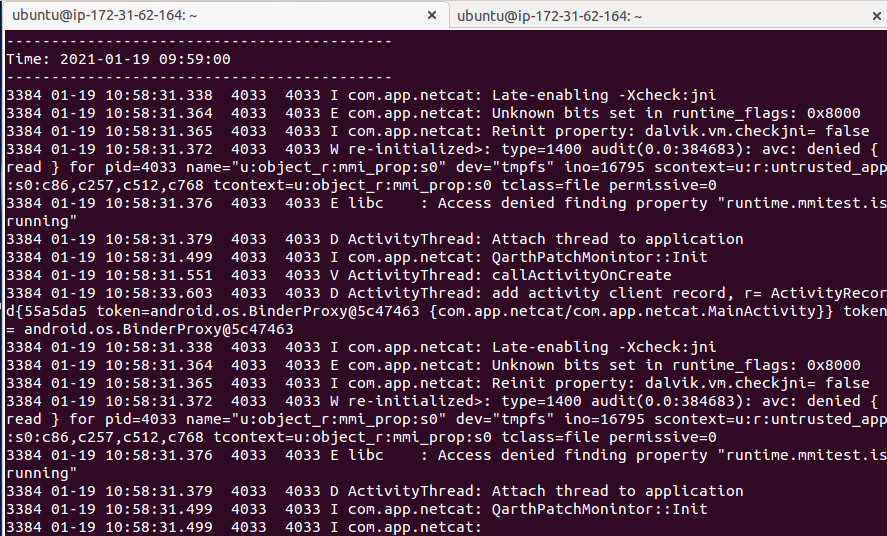 ubuntu@ip-172-31-62-164: ~ × ubuntu@ip-172-31-62-164: ~ ×
-------------------------------------------
Time: 2021-01-19 09:59:00
-------------------------------------------
3384 01-19 10:58:31.338  4033  4033 I com.app.netcat: Late-enabling -Xcheck:jni
3384 01-19 10:58:31.364  4033  4033 E com.app.netcat: Unknown bits set in runtime_flags: 0x8000
3384 01-19 10:58:31.365  4033  4033 I com.app.netcat: Reinit property: dalvik.vm.checkjni= false
3384 01-19 10:58:31.372  4033  4033 W re-initialized>: type=1400 audit(0.0:384683): avc: denied {
read } for pid=4033 name="u:object_r:mmi_prop:s0" dev="tmpfs" ino=16795 scontext=u:r:untrusted_app
:s0:c86,c257,c512,c768 tcontext=u:object_r:mmi_prop:s0 tclass=file permissive=0
3384 01-19 10:58:31.376  4033  4033 E libc    : Access denied finding property "runtime.mmitest.is
running"
3384 01-19 10:58:31.379  4033  4033 D ActivityThread: Attach thread to application
3384 01-19 10:58:31.499  4033  4033 I com.app.netcat: QarthPatchMonintor::Init
3384 01-19 10:58:31.551  4033  4033 V ActivityThread: callActivityOnCreate
3384 01-19 10:58:33.603  4033  4033 D ActivityThread: add activity client record, r= ActivityRecor
d{55a5da5 token=android.os.BinderProxy@5c47463 {com.app.netcat/com.app.netcat.MainActivity}} token
= android.os.BinderProxy@5c47463
3384 01-19 10:58:31.338  4033  4033 I com.app.netcat: Late-enabling -Xcheck:jni
3384 01-19 10:58:31.364  4033  4033 E com.app.netcat: Unknown bits set in runtime_flags: 0x8000
3384 01-19 10:58:31.365  4033  4033 I com.app.netcat: Reinit property: dalvik.vm.checkjni= false
3384 01-19 10:58:31.372  4033  4033 W re-initialized>: type=1400 audit(0.0:384683): avc: denied {
read } for pid=4033 name="u:object_r:mmi_prop:s0" dev="tmpfs" ino=16795 scontext=u:r:untrusted_app
:s0:c86,c257,c512,c768 tcontext=u:object_r:mmi_prop:s0 tclass=file permissive=0
3384 01-19 10:58:31.376  4033  4033 E libc    : Access denied finding property "runtime.mmitest.is
running"
3384 01-19 10:58:31.379  4033  4033 D ActivityThread: Attach thread to application
3384 01-19 10:58:31.499  4033  4033 I com.app.netcat: QarthPatchMonintor::Init
3384 01-19 10:58:31.499  4033  4033 I com.app.netcat: